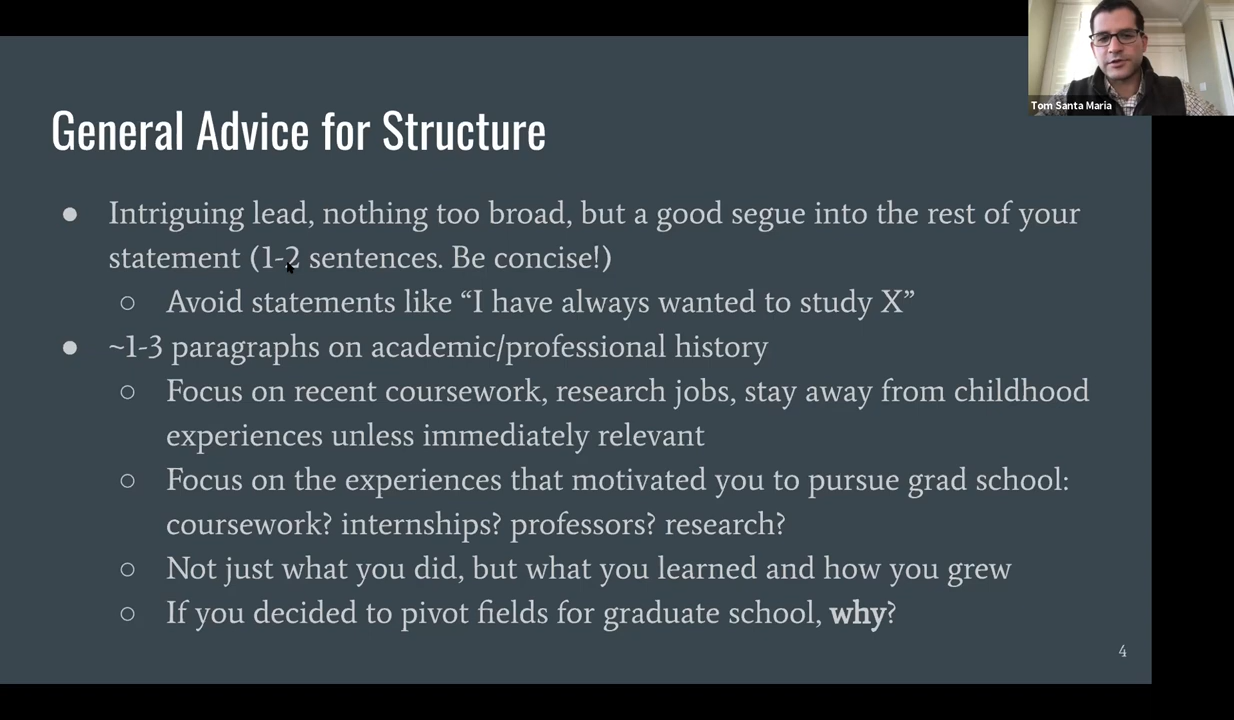 Tom Santa Maria
General Advice for Structure
● Intriguing lead, nothing too broad, but a good segue into the rest of your
statement (1-2 sentences. Be concise!)
○ Avoid statements like “I have always wanted to study X”
● ~1-3 paragraphs on academic/professional history
○ Focus on recent coursework, research jobs, stay away from childhood
experiences unless immediately relevant
○ Focus on the experiences that motivated you to pursue grad school:
coursework? internships? professors? research?
○ Not just what you did, but what you learned and how you grew
○ If you decided to pivot fields for graduate school, why?
4